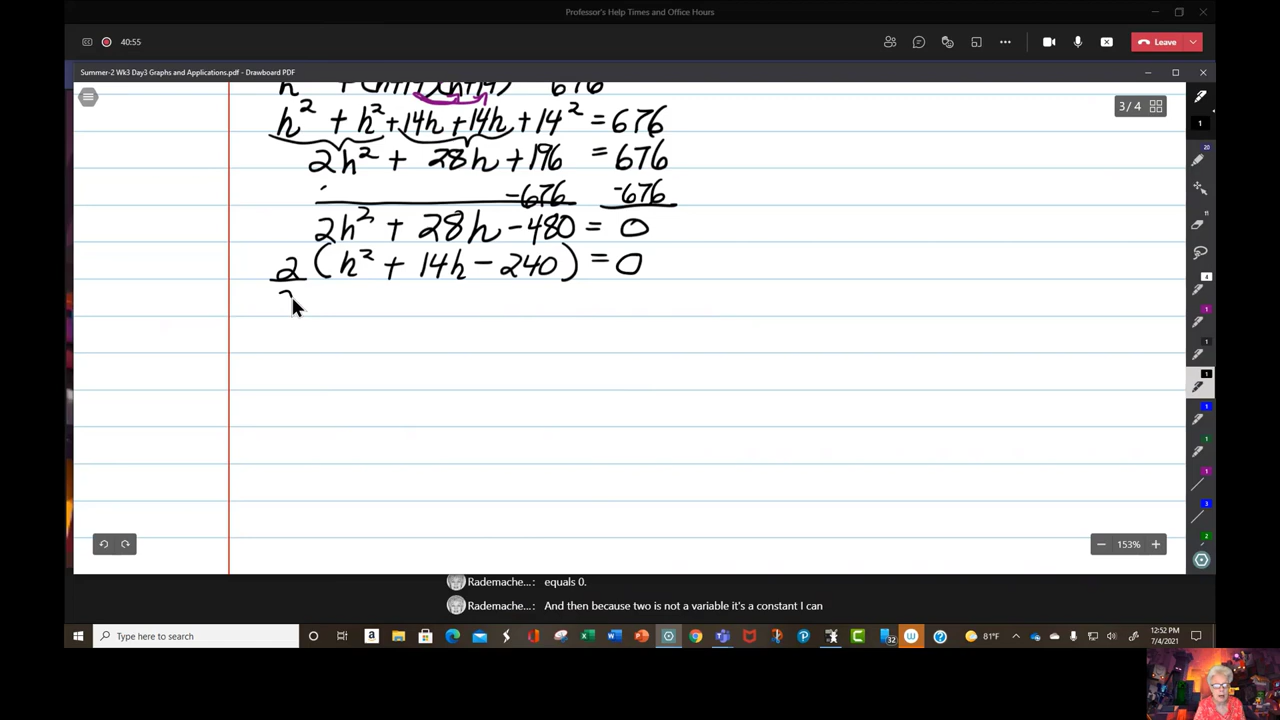 Professor's Help Times and Office Hours
40:55
Leave
Summer-2 Wk3 Day3 Graphs and Applications.pdf - Drawboard PDF
676
3/4
h² + h² + 14h + 14h + 14² = 676
2h² + 28h + 196 = 676
-676 -676
2h² + 28h - 480 = 0
2 (h² + 14h - 240) = 0
153%
Rademache...: equals 0.
Rademache...: And then because two is not a variable it's a constant I can
Type here to search
81°F
12:52 PM
7/4/2021